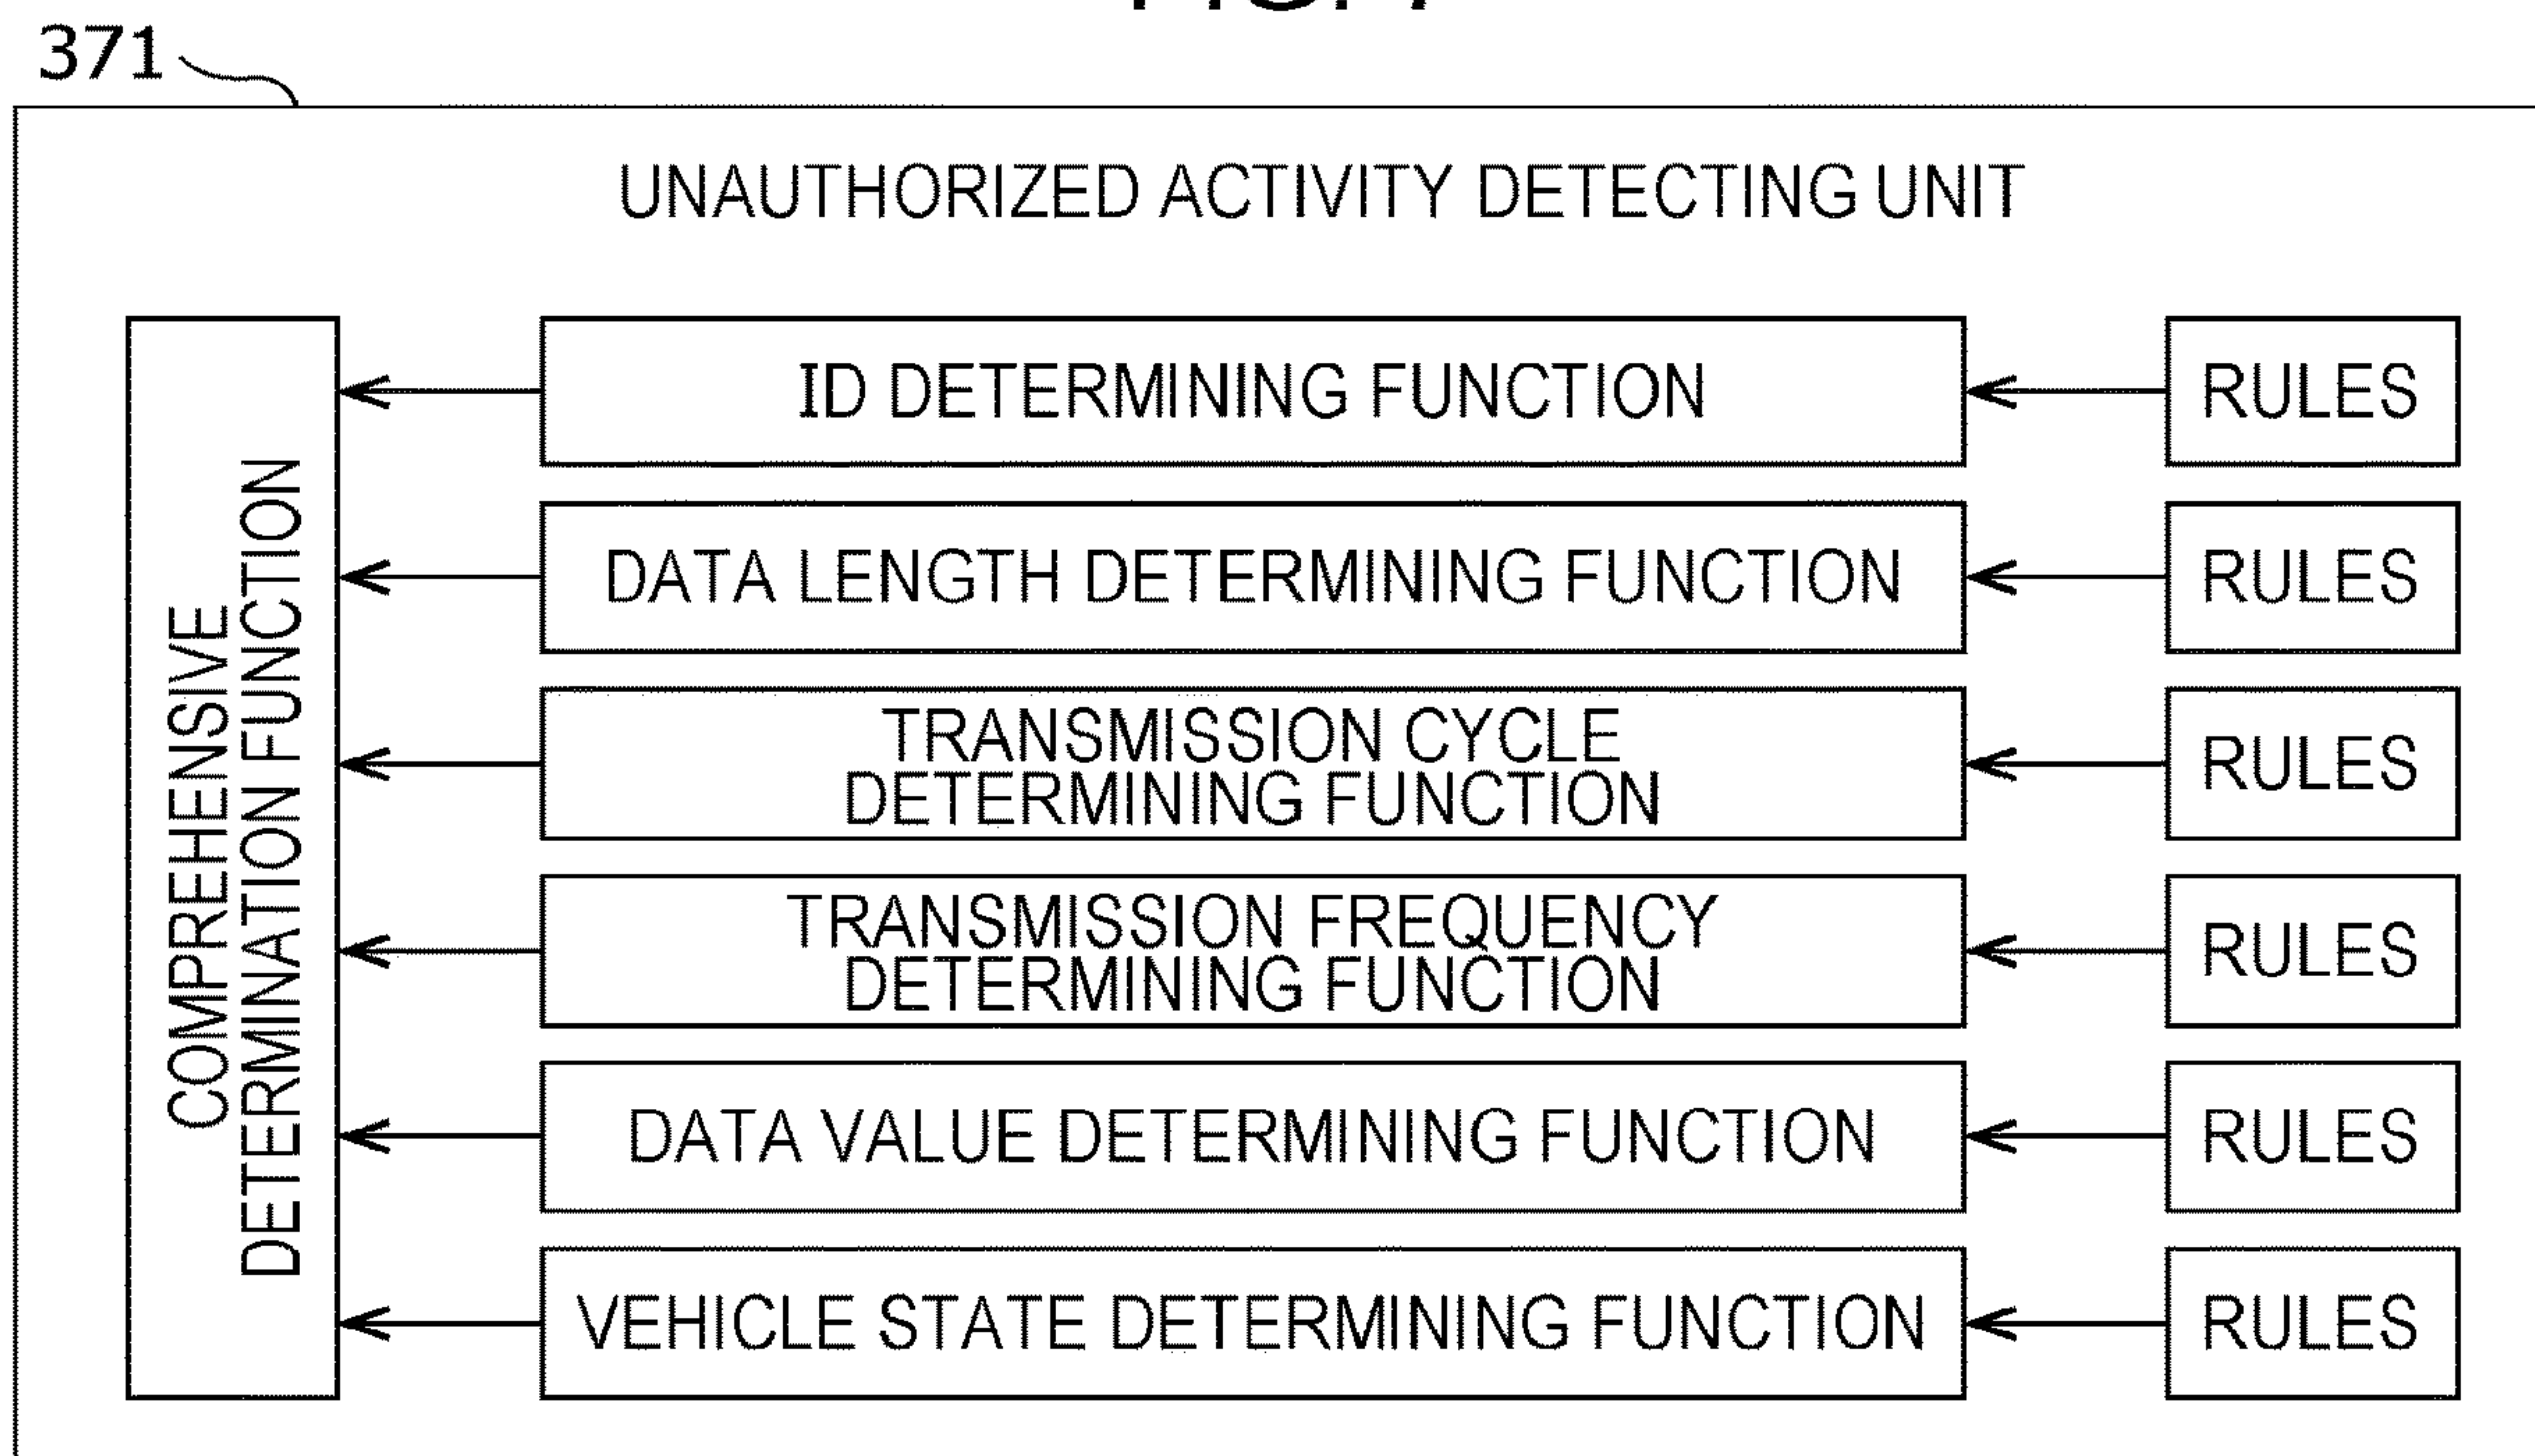 371
UNAUTHORIZED ACTIVITY DETECTING UNIT
COMPREHENSIVE
DETERMINATION FUNCTION
ID DETERMINING FUNCTION
RULES
DATA LENGTH DETERMINING FUNCTION
RULES
TRANSMISSION CYCLE
DETERMINING FUNCTION
RULES
TRANSMISSION FREQUENCY
DETERMINING FUNCTION
RULES
DATA VALUE DETERMINING FUNCTION
RULES
VEHICLE STATE DETERMINING FUNCTION
RULES